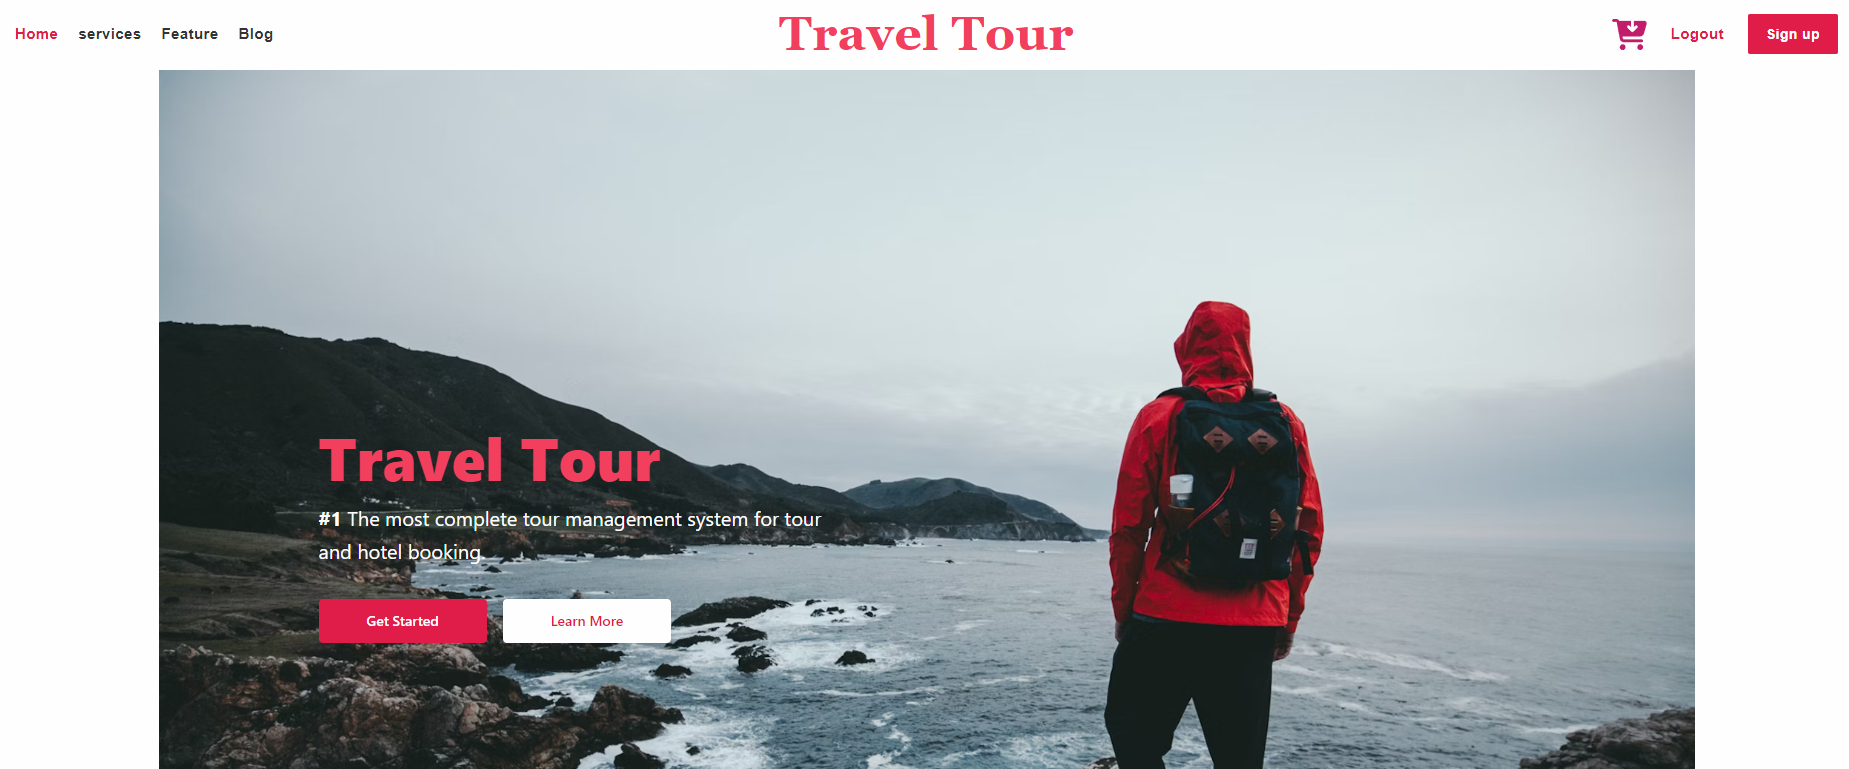 Home services Feature Blog
Travel Tour
Logout Sign up
Travel Tour
#1 The most complete tour management system for tour
and hotel booking.
Get Started Learn More